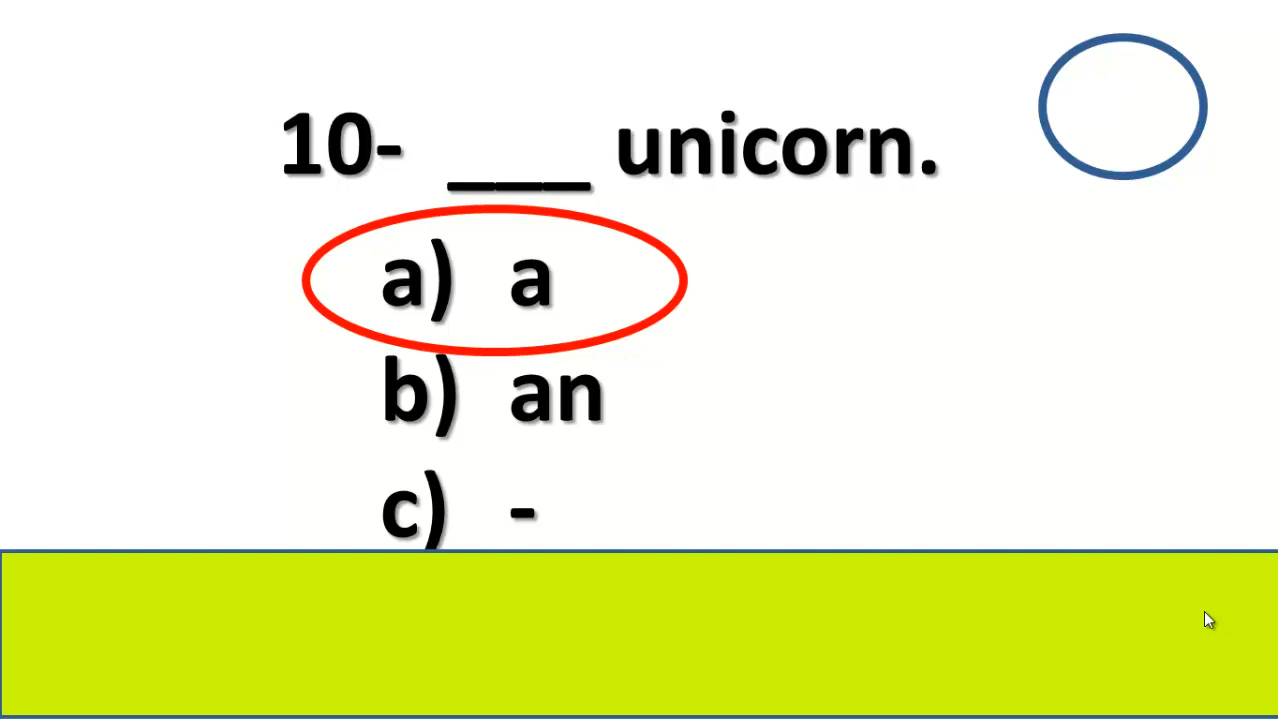 10- ___ unicorn.
a) a
b) an
c) -